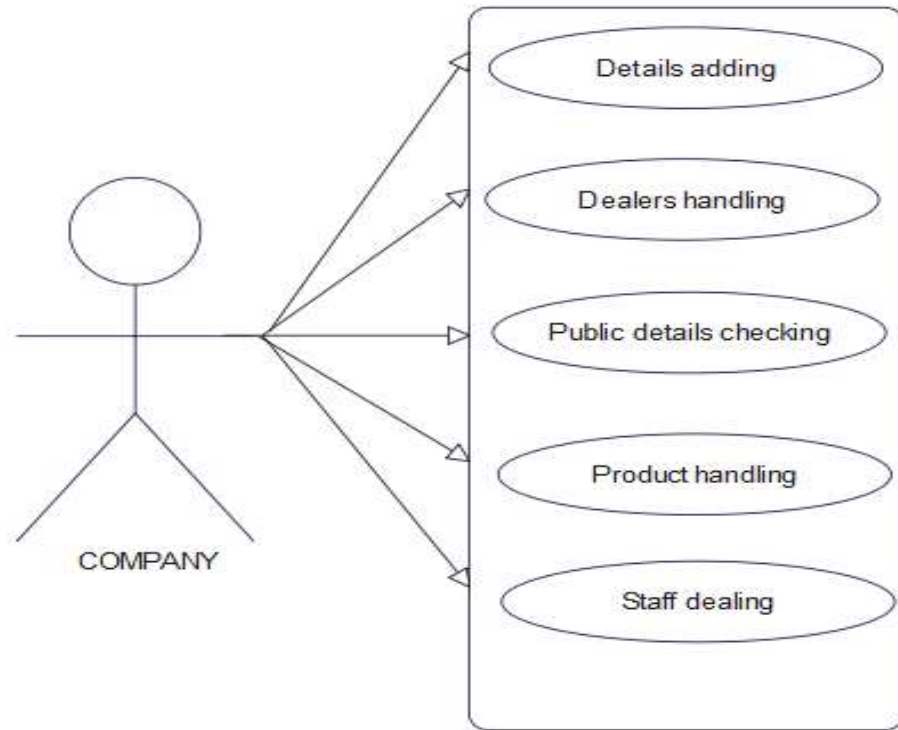 Details adding
Dealers handling
Public details checking
Product handling
Staff dealing
COMPANY